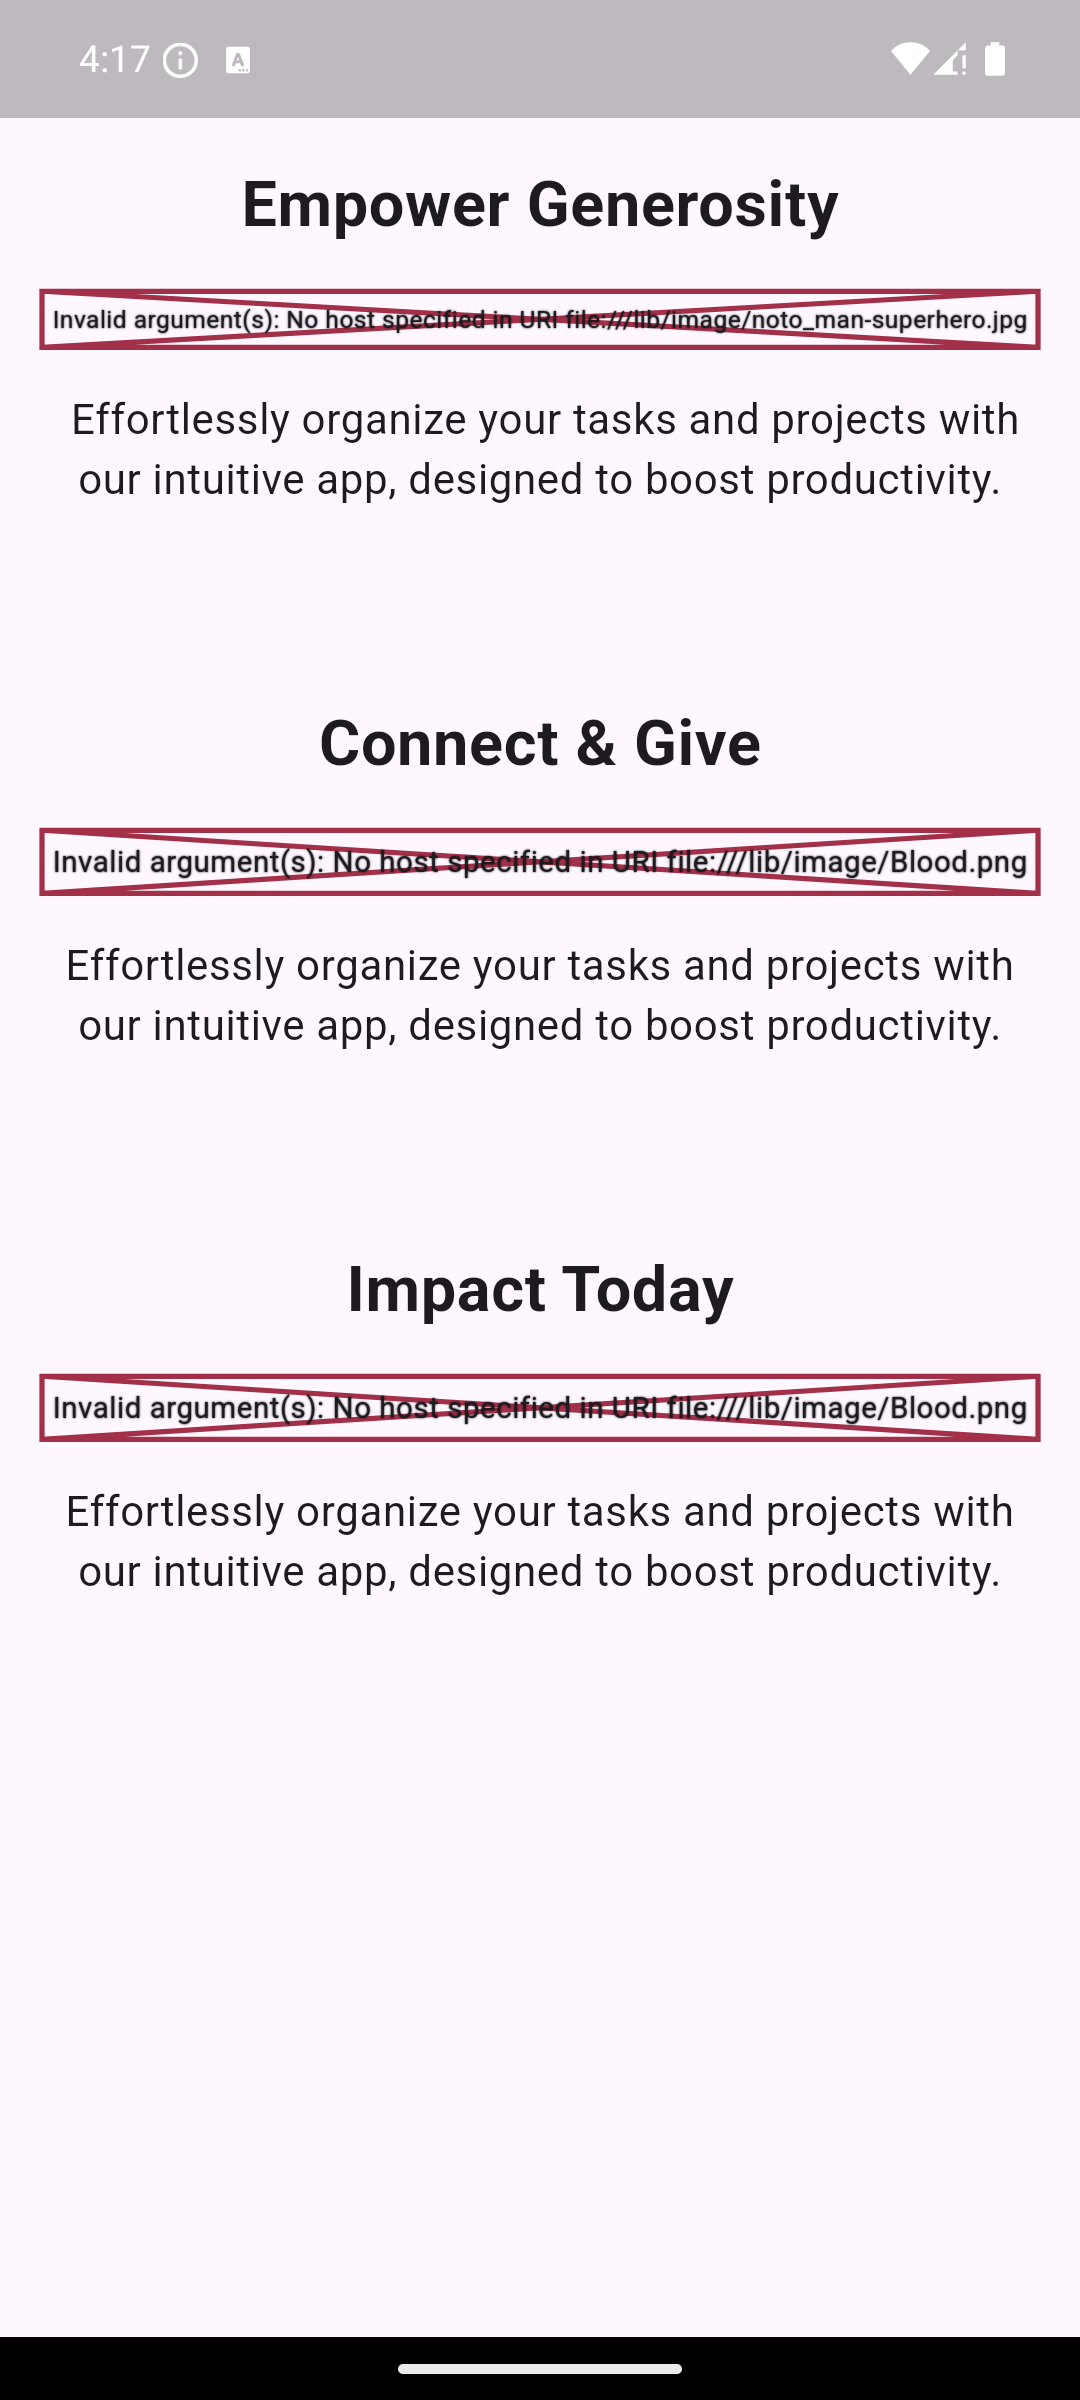 4:17
Empower Generosity
Invalid argument(s): No host specified in URI file:///lib/image/noto_man-superhero.jpg
Effortlessly organize your tasks and projects with
our intuitive app, designed to boost productivity.
Connect & Give
Invalid argument(s): No host specified in URI file:///lib/image/Blood.png
Effortlessly organize your tasks and projects with
our intuitive app, designed to boost productivity.
Impact Today
Invalid argument(s): No host specified in URI file:///lib/image/Blood.png
Effortlessly organize your tasks and projects with
our intuitive app, designed to boost productivity.